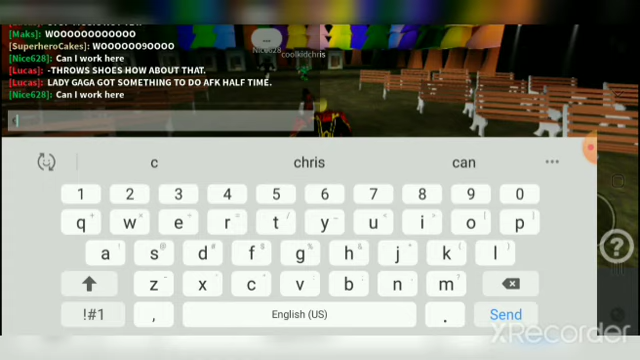 [Maks]: WOOOOOOOOOOOO
[SuperheroCakes]: WOOOOOO9OOOO
[Nice628]: Can I work here
[Lucas]: -THROWS SHOES HOW ABOUT THAT.
[Lucas]: LADY GAGA GOT SOMETHING TO DO AFK HALF TIME.
[Nice628]: Can I work here
...
Nice628
coolkidchris
c chris can ...
1 2 3 4 5 6 7 8 9 0
q w e r t y u i o p
a s d f g h j k l
z x c v b n m
!#1 , English (US) . Send
?
XRecorder